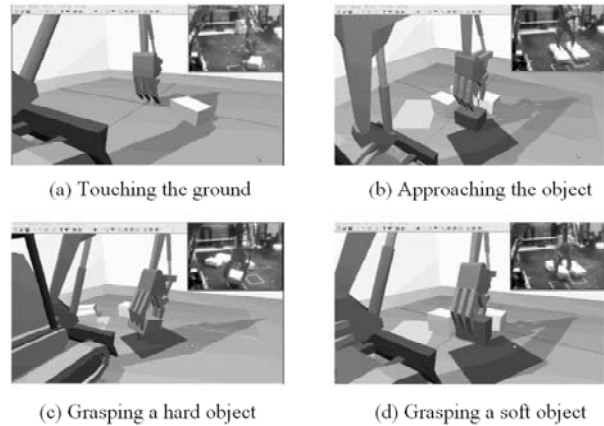 (a) Touching the ground
(b) Approaching the object
(c) Grasping a hard object
(d) Grasping a soft object